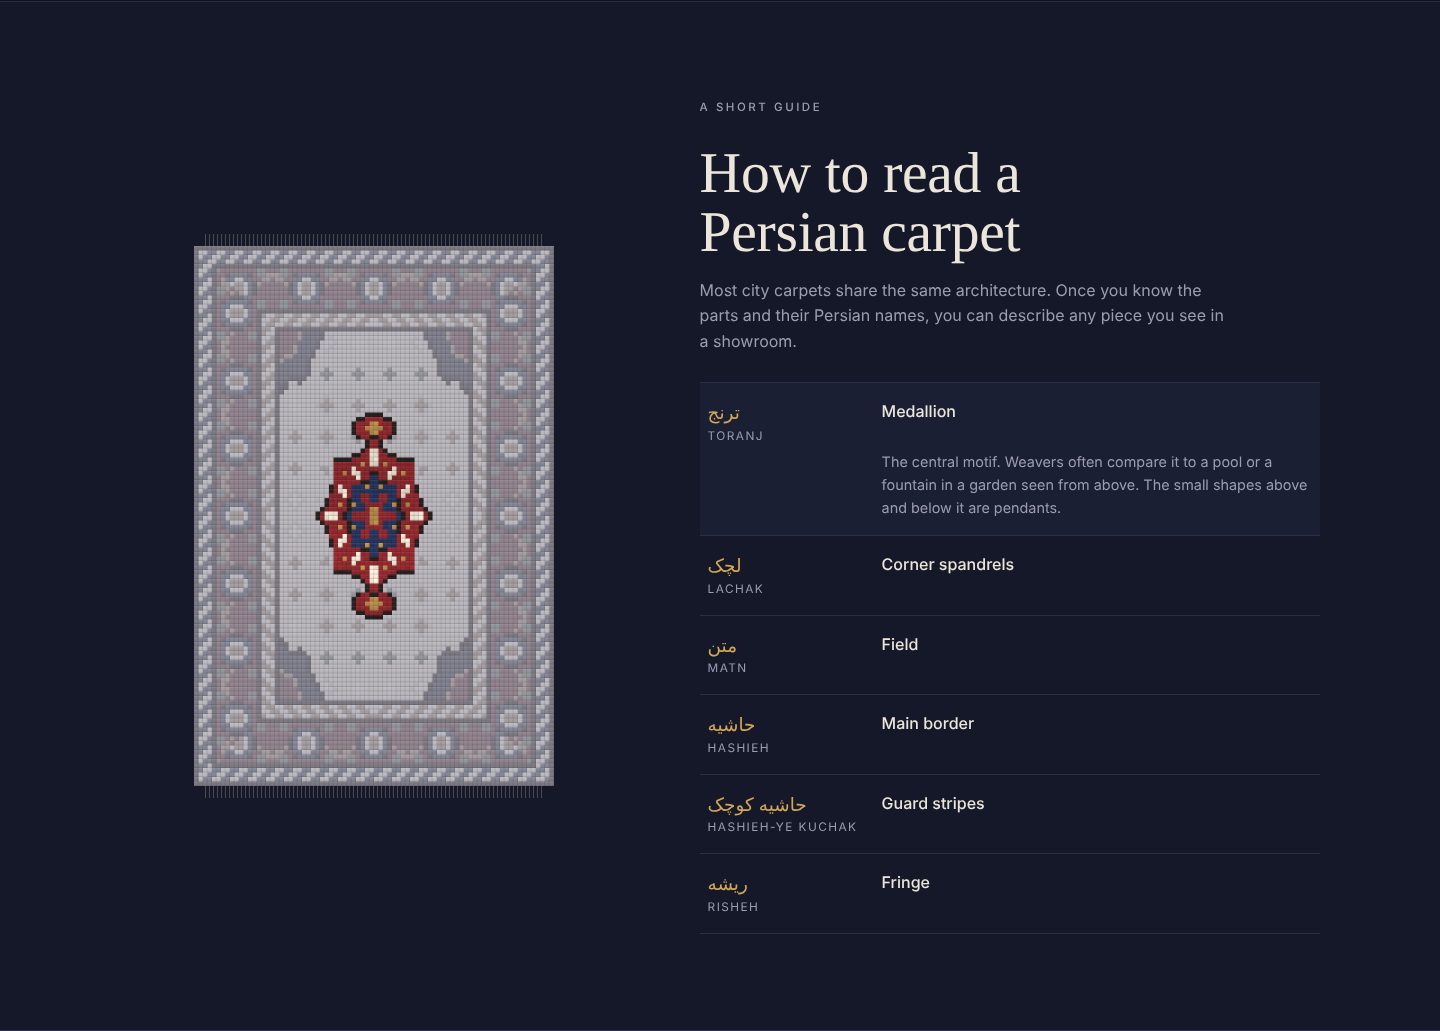 A SHORT GUIDE
How to read a
Persian carpet
Most city carpets share the same architecture. Once you know the
parts and their Persian names, you can describe any piece you see in
a showroom.
ترنج
TORANJ
Medallion
The central motif. Weavers often compare it to a pool or a
fountain in a garden seen from above. The small shapes above
and below it are pendants.
لچک
LACHAK
Corner spandrels
متن
MATN
Field
حاشیه
HASHIEH
Main border
حاشیه کوچک
HASHIEH-YE KUCHAK
Guard stripes
ریشه
RISHEH
Fringe